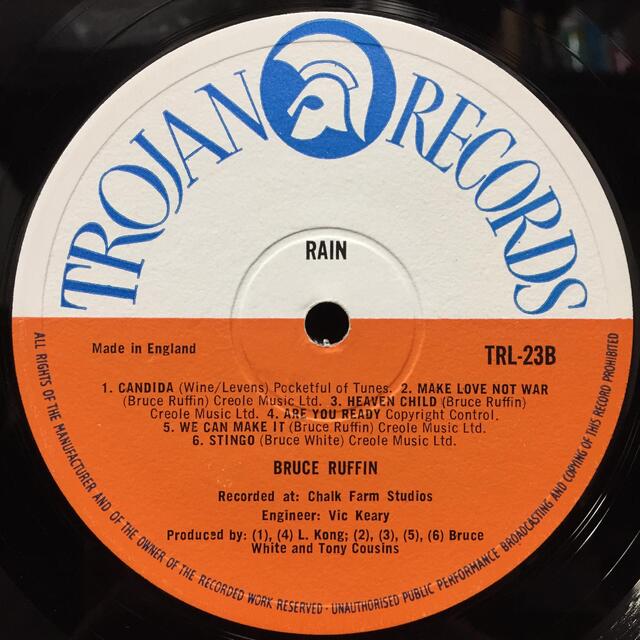 TROJAN RECORDS
RAIN
Made in England
TRL-23B
1. CANDIDA (Wine/Levens) Pocketful of Tunes. 2. MAKE LOVE NOT WAR
(Bruce Ruffin) Creole Music Ltd. 3. HEAVEN CHILD (Bruce Ruffin)
Creole Music Ltd. 4. ARE YOU READY Copyright Control.
5. WE CAN MAKE IT (Bruce Ruffin) Creole Music Ltd.
6. STINGO (Bruce White) Creole Music Ltd.
BRUCE RUFFIN
Recorded at: Chalk Farm Studios
Engineer: Vic Keary
Produced by: (1), (4) L. Kong; (2), (3), (5), (6) Bruce
White and Tony Cousins
ALL RIGHTS OF THE MANUFACTURER AND OF THE OWNER OF THE RECORDED WORK RESERVED - UNAUTHORISED PUBLIC PERFORMANCE BROADCASTING AND COPYING OF THIS RECORD PROHIBITED